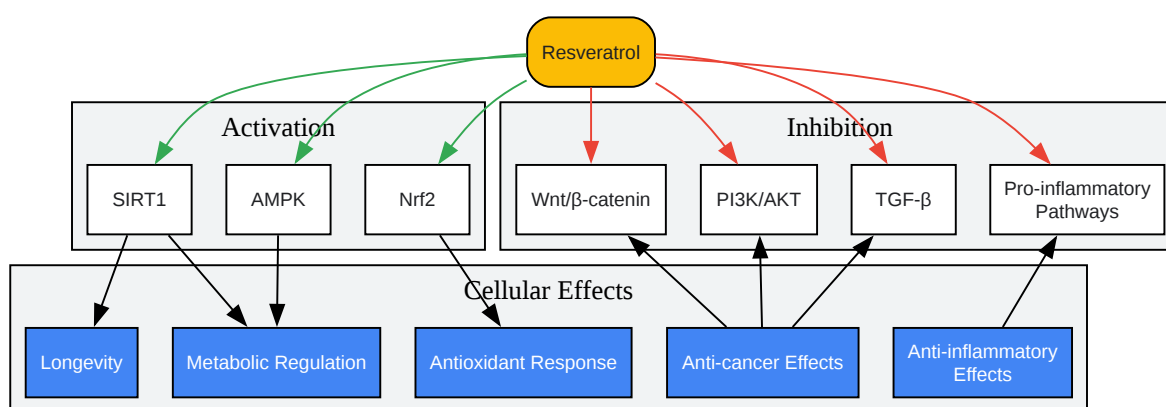 Resveratrol
Activation
Inhibition
SIRT1
AMPK
Nrf2
Wnt/β-catenin
PI3K/AKT
TGF-β
Pro-inflammatory
Pathways
Cellular Effects
Longevity
Metabolic Regulation
Antioxidant Response
Anti-cancer Effects
Anti-inflammatory
Effects